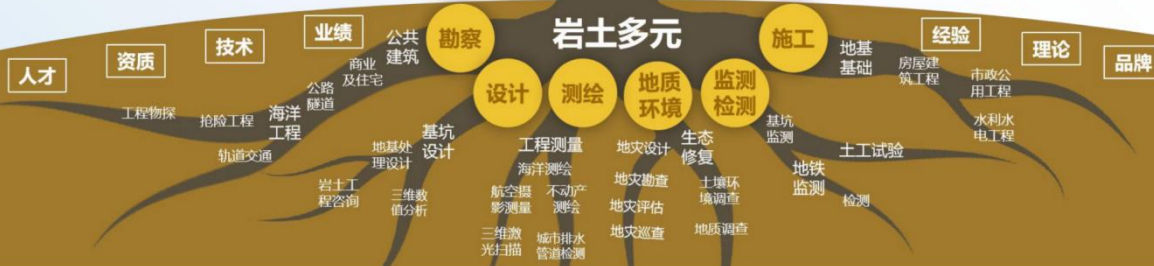 岩土多元
人才
资质
技术
业绩
经验
理论
品牌
勘察
公共
建筑
商业
及住宅
公路
隧道
海洋
工程
抢险工程
工程物探
轨道交通
设计
基坑
设计
地基处
理设计
岩土工
程咨询
三维数
值分析
测绘
工程测量
海洋测绘
航空摄
影测量
不动产
测绘
三维激
光扫描
城市排水
管道检测
地质
环境
地灾设计
地灾勘查
地灾评估
地灾巡查
生态
修复
土壤环
境调查
地质调查
监测
检测
基坑
监测
地铁
监测
土工试验
检测
施工
地基
基础
房屋建
筑工程
市政公
用工程
水利水
电工程